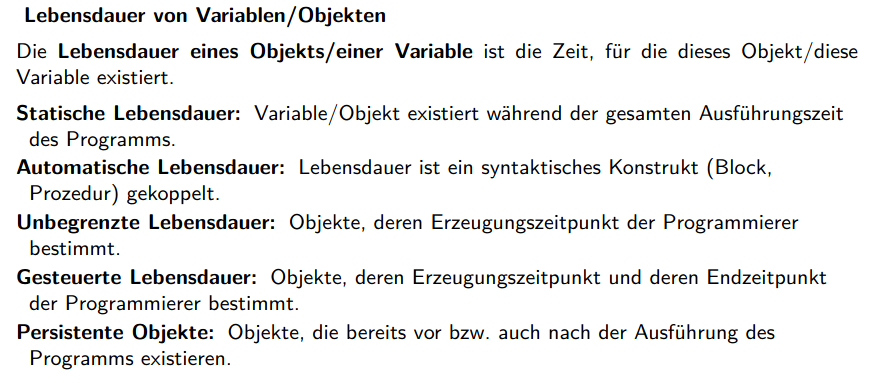 Lebensdauer von Variablen/Objekten
Die Lebensdauer eines Objekts/einer Variable ist die Zeit, für die dieses Objekt/diese
Variable existiert.
Statische Lebensdauer: Variable/Objekt existiert während der gesamten Ausführungszeit
des Programms.
Automatische Lebensdauer: Lebensdauer ist ein syntaktisches Konstrukt (Block,
Prozedur) gekoppelt.
Unbegrenzte Lebensdauer: Objekte, deren Erzeugungszeitpunkt der Programmierer
bestimmt.
Gesteuerte Lebensdauer: Objekte, deren Erzeugungszeitpunkt und deren Endzeitpunkt
der Programmierer bestimmt.
Persistente Objekte: Objekte, die bereits vor bzw. auch nach der Ausführung des
Programms existieren.